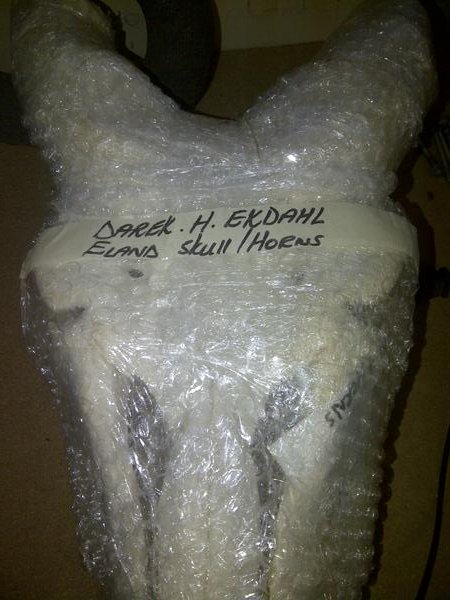 DAREK. H. EKDAHL
ELAND SKULL/HORNS